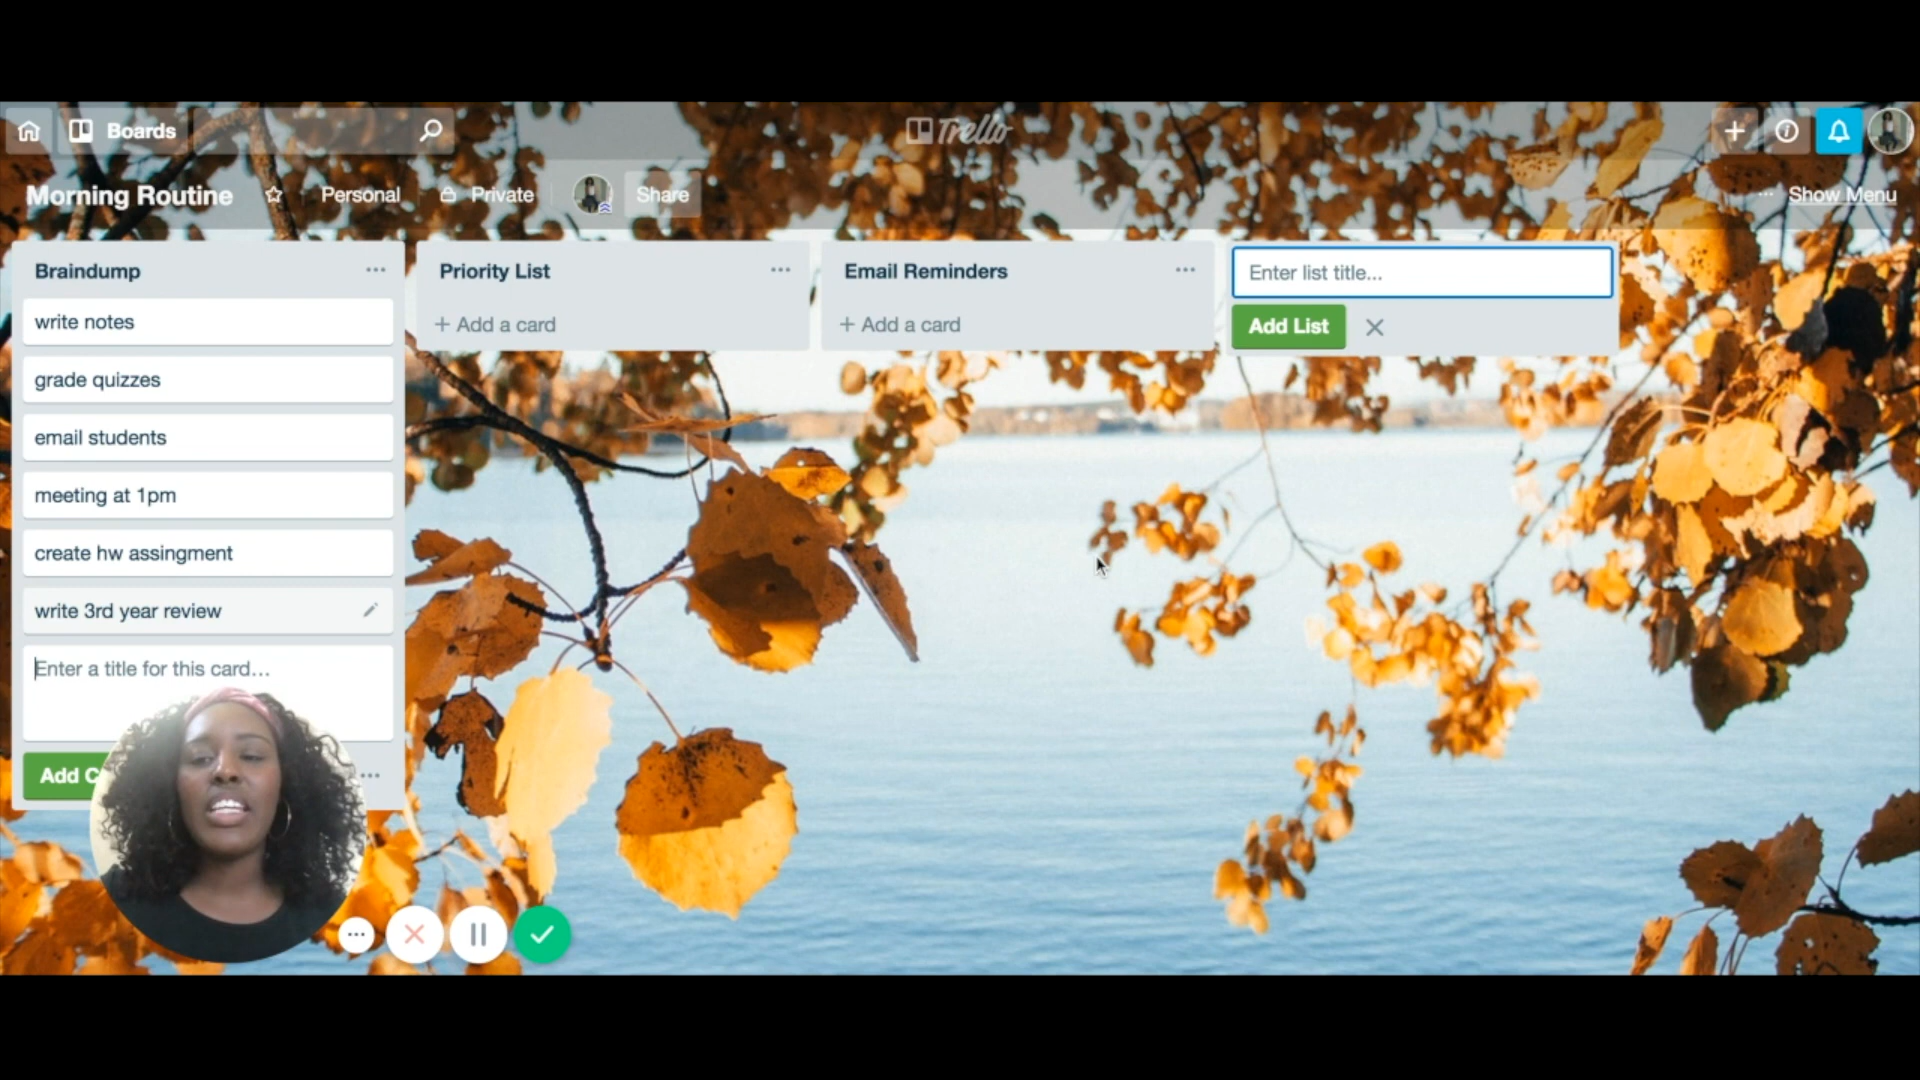 Boards
Trello
Morning Routine
Personal
Private
Share
Show Menu
Braindump
write notes
grade quizzes
email students
meeting at 1pm
create hw assingment
write 3rd year review
Enter a title for this card...
Add C
Priority List
+ Add a card
Email Reminders
+ Add a card
Enter list title...
Add List